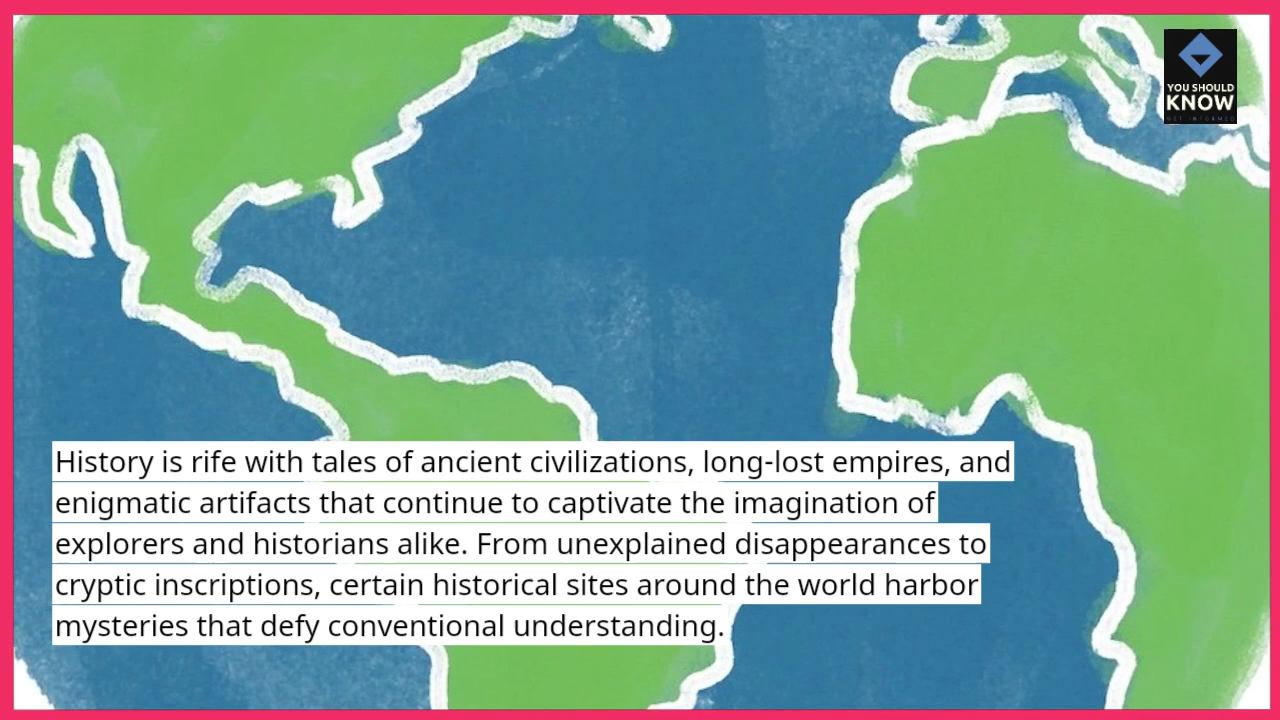 YOU SHOULD
KNOW
GET INFORMED
History is rife with tales of ancient civilizations, long-lost empires, and
enigmatic artifacts that continue to captivate the imagination of
explorers and historians alike. From unexplained disappearances to
cryptic inscriptions, certain historical sites around the world harbor
mysteries that defy conventional understanding.